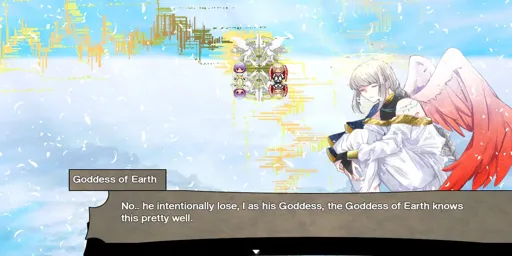 Goddess of Earth
No.. he intentionally lose, I as his Goddess, the Goddess of Earth knows
this pretty well.